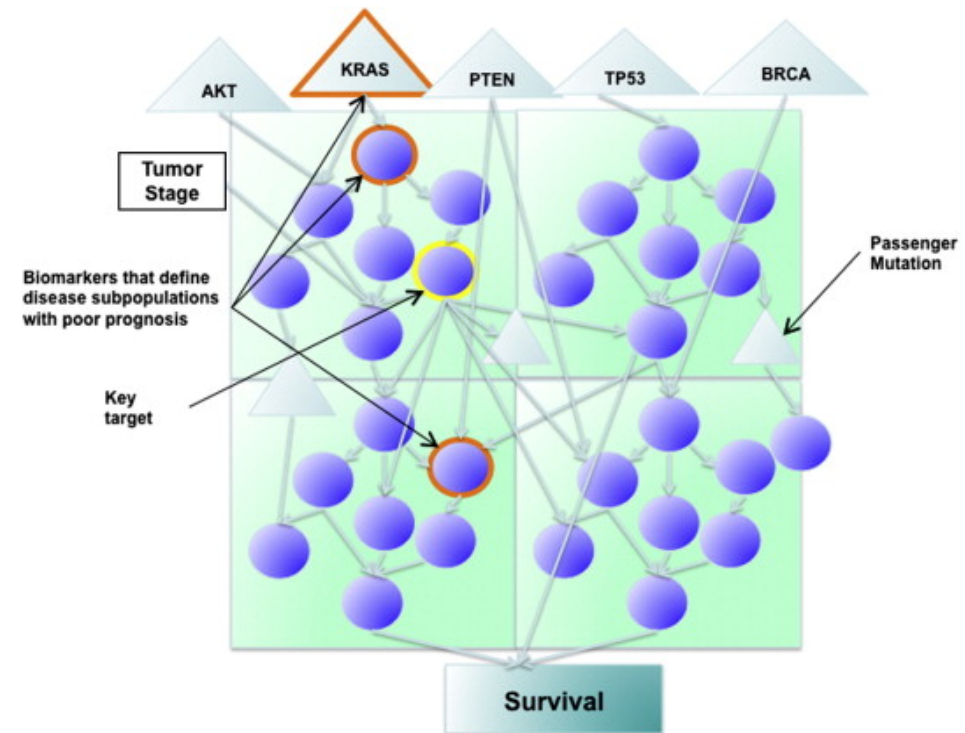 AKT
KRAS
PTEN
TP53
BRCA
Tumor
Stage
Passenger
Mutation
Biomarkers that define
disease subpopulations
with poor prognosis
Key
target
Survival